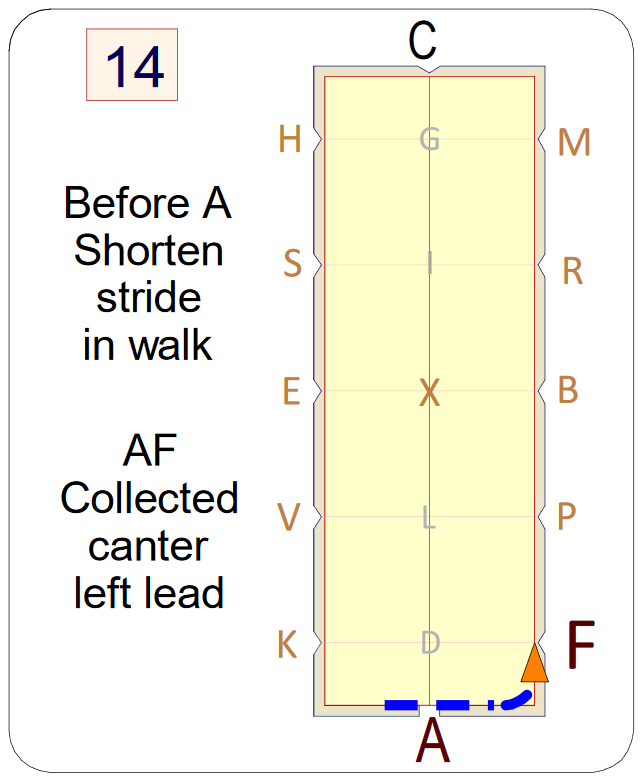 14
Before A
Shorten
stride
in walk
AF
Collected
canter
left lead
C
H G M
S I R
E X B
V L P
K D F
A